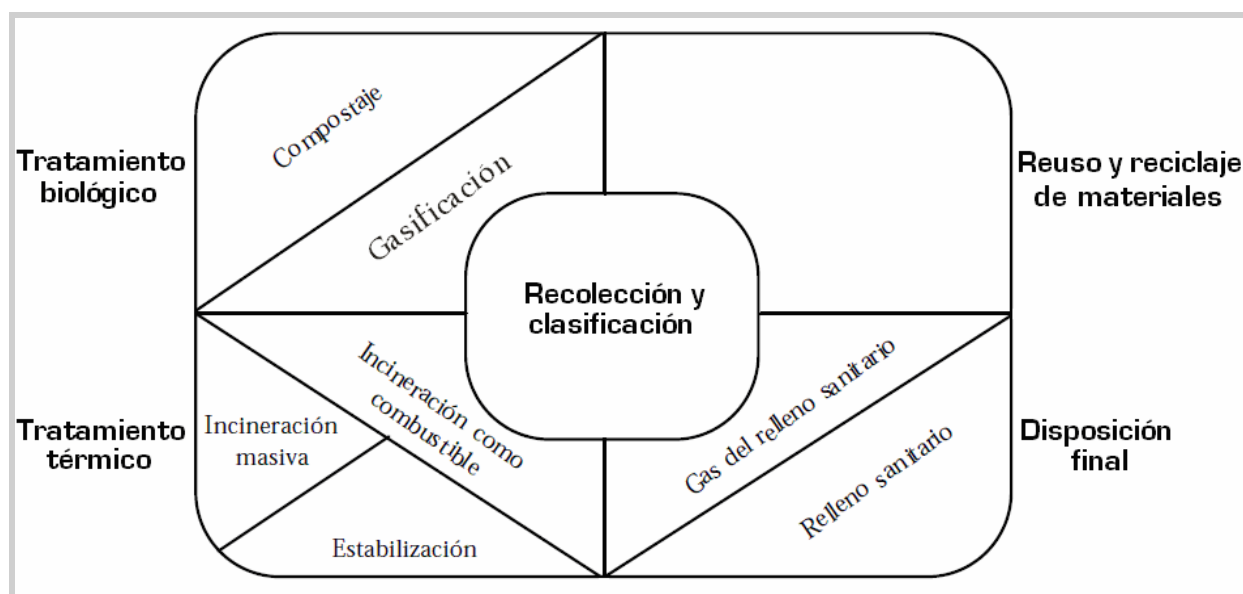 Compostaje
Gasificación
Tratamiento
biológico
Reuso y reciclaje
de materiales
Recolección y
clasificación
Incineración como
combustible
Incineración
masiva
Tratamiento
térmico
Estabilización
Gas del relleno sanitario
Relleno sanitario
Disposición
final